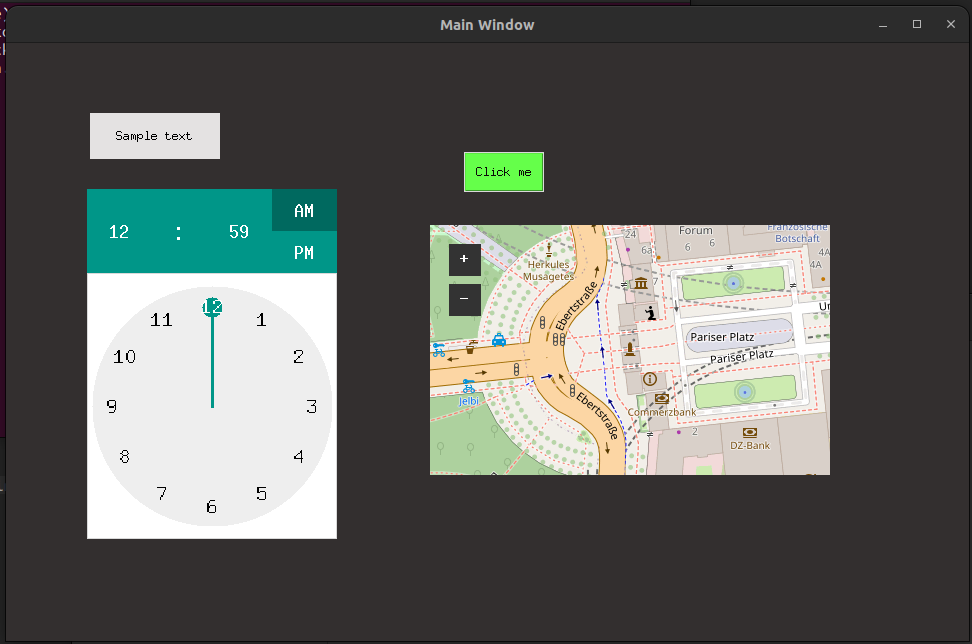 Main Window
Sample text
Click me
12 : 59
AM
PM
12
11
1
10
2
9
3
8
4
7
5
6
+
−
24
Forum
6
6
6a
Französische
Botschaft
4A
4A
Herkules
Musagetes
Ebertstraße
i
Pariser Platz
Pariser Platz
Jelbi
Ebertstraße
Commerzbank
2
DZ-Bank